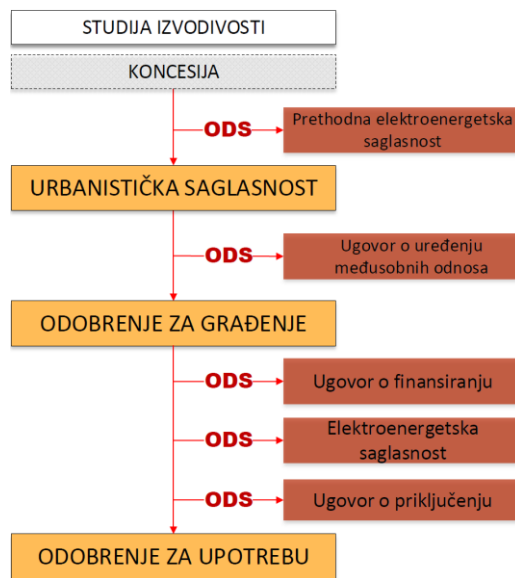 STUDIJA IZVODIVOSTI
KONCESIJA
ODS
Prethodna elektroenergetska
saglasnost
URBANISTIČKA SAGLASNOST
ODS
Ugovor o uređenju
međusobnih odnosa
ODOBRENJE ZA GRAĐENJE
ODS
Ugovor o finansiranju
ODS
Elektroenergetska
saglasnost
ODS
Ugovor o priključenju
ODOBRENJE ZA UPOTREBU